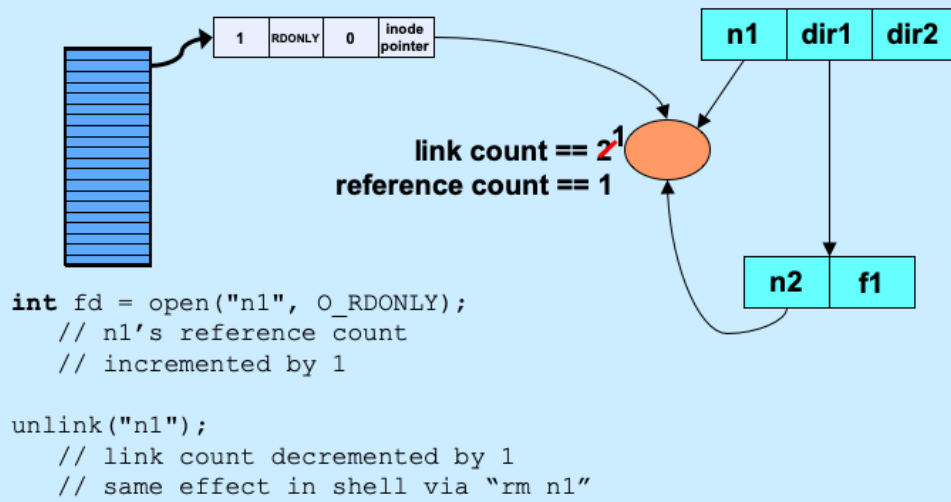 1 RDONLY 0 inode pointer
n1 dir1 dir2
link count == 2 1
reference count == 1
n2 f1
int fd = open("n1", O_RDONLY);
// n1’s reference count
// incremented by 1
unlink("n1");
// link count decremented by 1
// same effect in shell via “rm n1”